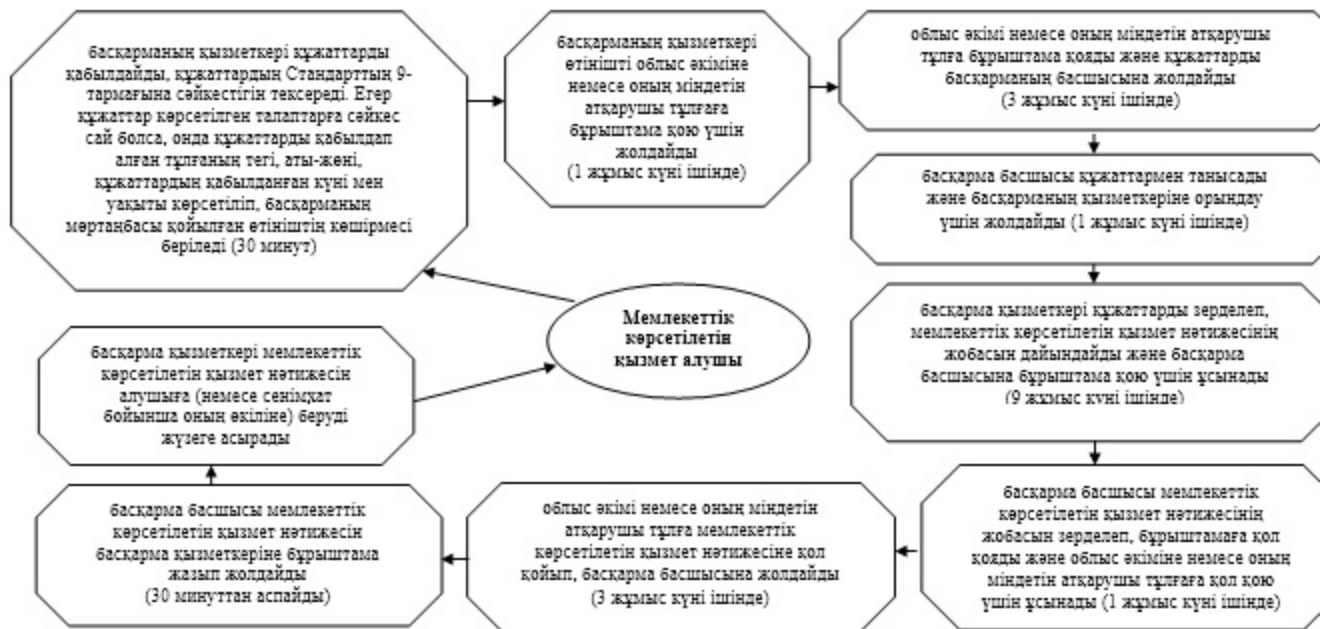 басқарманың қызметкері құжаттарды
қабылдайды, құжаттардың Стандарттың 9-
тармағына сәйкестігін тексереді. Егер
құжаттар көрсетілген талаптарға сәйкес
сай болса, онда құжаттарды қабылдап
алған тұлғаның тегі, аты-жөні,
құжаттардың қабылданған күні мен
уақыты көрсетіліп, басқарманың
мөртаңбасы қойылған өтініштің көшірмесі
беріледі (30 минут)
басқарманың қызметкері
өтінішті облыс әкіміне
немесе оның міндетін
атқарушы тұлғаға
бұрыштама қою үшін
жолдайды
(1 жұмыс күні ішінде)
облыс әкімі немесе оның міндетін атқарушы
тұлға бұрыштама қояды және құжаттарды
басқарманың басшысына жолдайды
(3 жұмыс күні ішінде)
басқарма басшысы құжаттармен танысады
және басқарманың қызметкеріне орындау
үшін жолдайды (1 жұмыс күні ішінде)
басқарма қызметкері құжаттарды зерделеп,
мемлекеттік көрсетілетін қызмет нәтижесінің
жобасын дайындайды және басқарма
басшысына бұрыштама қою үшін ұсынады
(9 жұмыс күні ішінде)
басқарма басшысы мемлекеттік
көрсетілетін қызмет нәтижесінің
жобасын зерделеп, бұрыштамаға қол
қояды және облыс әкіміне немесе оның
міндетін атқарушы тұлғаға қол қою
үшін ұсынады (1 жұмыс күні ішінде)
облыс әкімі немесе оның міндетін
атқарушы тұлға мемлекеттік
көрсетілетін қызмет нәтижесіне қол
қойып, басқарма басшысына жолдайды
(3 жұмыс күні ішінде)
басқарма басшысы мемлекеттік
көрсетілетін қызмет нәтижесін
басқарма қызметкеріне бұрыштама
жазып жолдайды
(30 минуттан аспайды)
басқарма қызметкері мемлекеттік
көрсетілетін қызмет нәтижесін
алушыға (немесе сенімхат
бойынша оның өкіліне) беруді
жүзеге асырады
Мемлекеттік
көрсетілетін
қызмет алушы